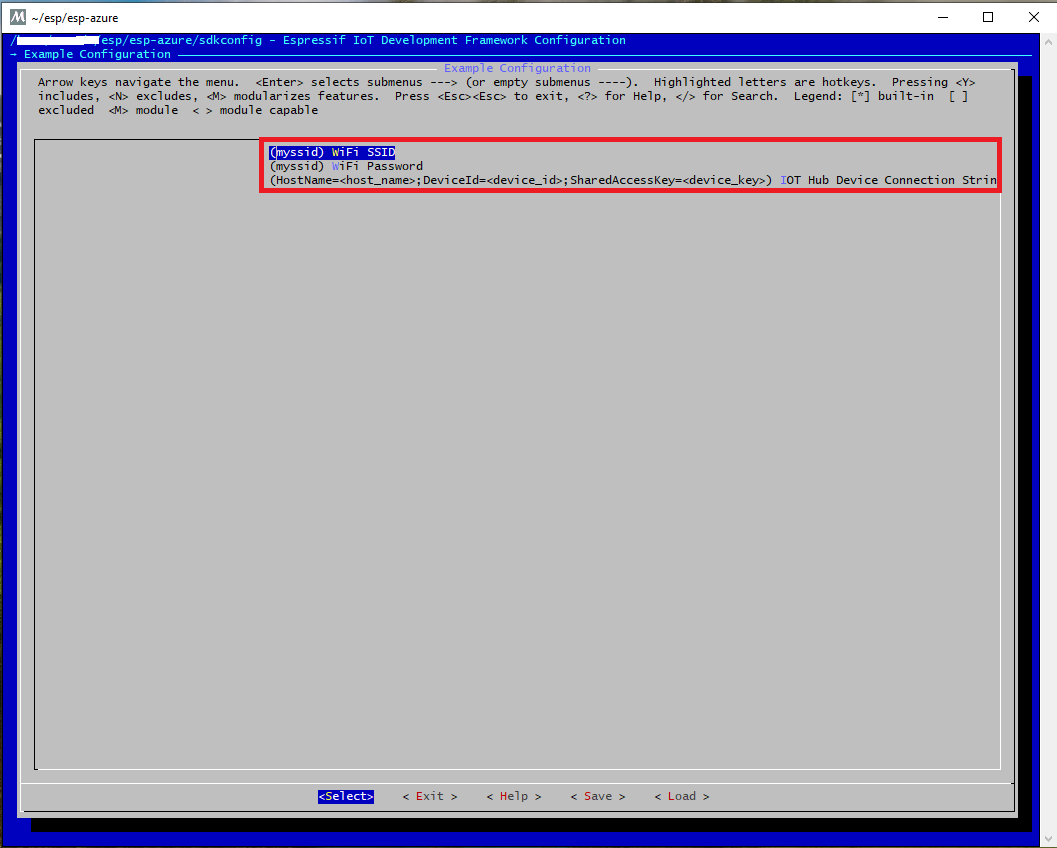 ~/esp/esp-azure
/esp/esp-azure/sdkconfig - Espressif IoT Development Framework Configuration
→ Example Configuration
Example Configuration
Arrow keys navigate the menu.  <Enter> selects submenus ---> (or empty submenus ----).  Highlighted letters are hotkeys.  Pressing <Y>
includes, <N> excludes, <M> modularizes features.  Press <Esc><Esc> to exit, <?> for Help, </> for Search.  Legend: [*] built-in  [ ]
excluded  <M> module  < > module capable
(myssid) WiFi SSID
(myssid) WiFi Password
(HostName=<host_name>;DeviceId=<device_id>;SharedAccessKey=<device_key>) IOT Hub Device Connection Strin
<Select>    < Exit >    < Help >    < Save >    < Load >